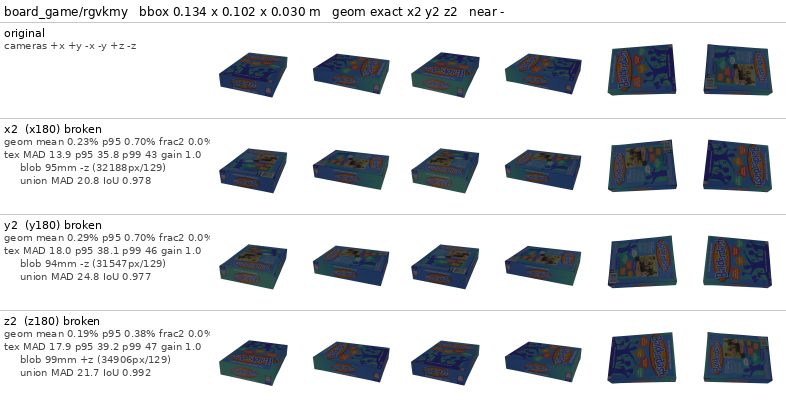 board_game/rgvkmy   bbox 0.134 x 0.102 x 0.030 m   geom exact x2 y2 z2   near -
original
cameras +x +y -x -y +z -z
x2  (x180) broken
geom mean 0.23% p95 0.70% frac2 0.0%
tex MAD 13.9 p95 35.8 p99 43 gain 1.0
blob 95mm -z (32188px/129)
union MAD 20.8 IoU 0.978
y2  (y180) broken
geom mean 0.29% p95 0.70% frac2 0.0%
tex MAD 18.0 p95 38.1 p99 46 gain 1.0
blob 94mm -z (31547px/129)
union MAD 24.8 IoU 0.977
z2  (z180) broken
geom mean 0.19% p95 0.38% frac2 0.0%
tex MAD 17.9 p95 39.2 p99 47 gain 1.0
blob 99mm +z (34906px/129)
union MAD 21.7 IoU 0.992